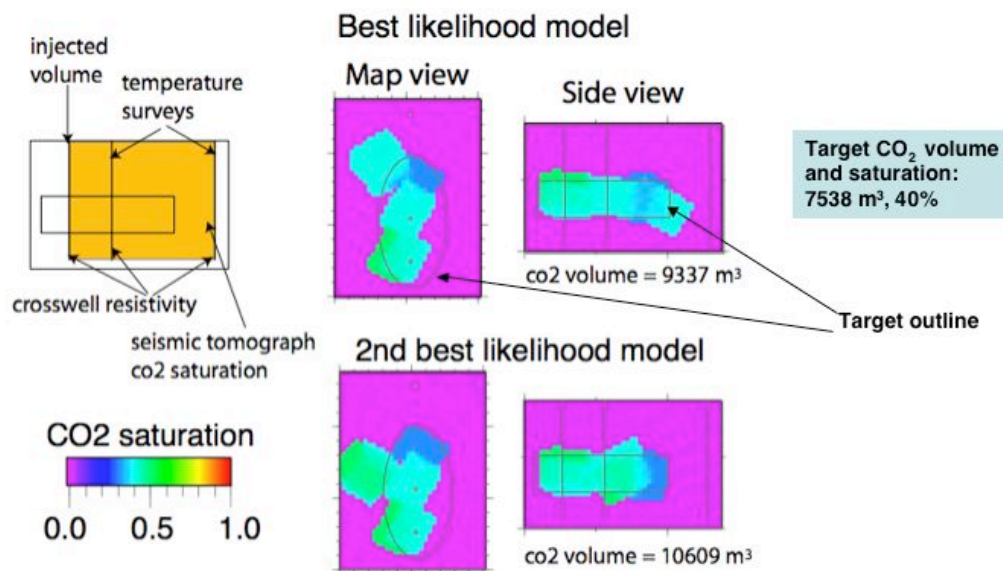 Best likelihood model
injected
volume
temperature
surveys
Map view
Side view
Target CO₂ volume
and saturation:
7538 m³, 40%
co2 volume = 9337 m³
crosswell resistivity
Target outline
seismic tomograph
co2 saturation
2nd best likelihood model
CO2 saturation
0.0 0.5 1.0
co2 volume = 10609 m³